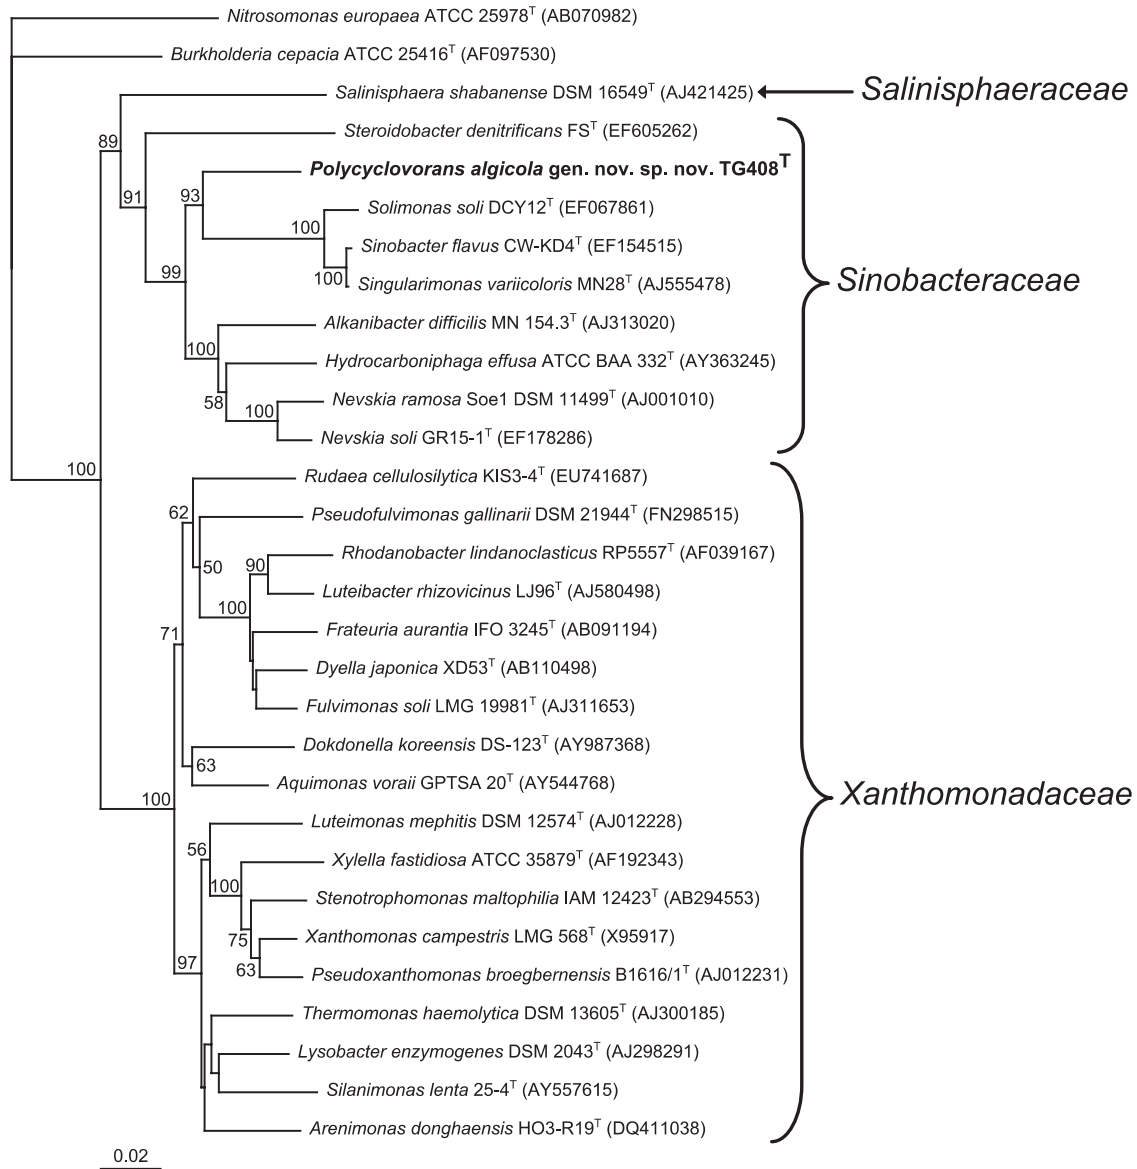 Nitrosomonas europaea ATCC 25978ᵀ (AB070982)
Burkholderia cepacia ATCC 25416ᵀ (AF097530)
Salinisphaera shabanense DSM 16549ᵀ (AJ421425)
Salinisphaeraceae
89
Steroidobacter denitrificans FSᵀ (EF605262)
91
Polycyclovorans algicola gen. nov. sp. nov. TG408ᵀ
93
Solimonas soli DCY12ᵀ (EF067861)
100
Sinobacter flavus CW-KD4ᵀ (EF154515)
100
Singularimonas variicoloris MN28ᵀ (AJ555478)
99
Sinobacteraceae
Alkanibacter difficilis MN 154.3ᵀ (AJ313020)
100
Hydrocarboniphaga effusa ATCC BAA 332ᵀ (AY363245)
58
Nevskia ramosa Soe1 DSM 11499ᵀ (AJ001010)
100
Nevskia soli GR15-1ᵀ (EF178286)
100
Rudaea cellulosilytica KIS3-4ᵀ (EU741687)
62
Pseudofulvimonas gallinarii DSM 21944ᵀ (FN298515)
50
Rhodanobacter lindanoclasticus RP5557ᵀ (AF039167)
90
Luteibacter rhizovicinus LJ96ᵀ (AJ580498)
100
Frateuria aurantia IFO 3245ᵀ (AB091194)
71
Dyella japonica XD53ᵀ (AB110498)
Fulvimonas soli LMG 19981ᵀ (AJ311653)
Dokdonella koreensis DS-123ᵀ (AY987368)
63
Aquimonas voraii GPTSA 20ᵀ (AY544768)
100
Xanthomonadaceae
Luteimonas mephitis DSM 12574ᵀ (AJ012228)
56
Xylella fastidiosa ATCC 35879ᵀ (AF192343)
100
Stenotrophomonas maltophilia IAM 12423ᵀ (AB294553)
75
Xanthomonas campestris LMG 568ᵀ (X95917)
63
Pseudoxanthomonas broegbernensis B1616/1ᵀ (AJ012231)
97
Thermomonas haemolytica DSM 13605ᵀ (AJ300185)
Lysobacter enzymogenes DSM 2043ᵀ (AJ298291)
Silanimonas lenta 25-4ᵀ (AY557615)
Arenimonas donghaensis HO3-R19ᵀ (DQ411038)
0.02